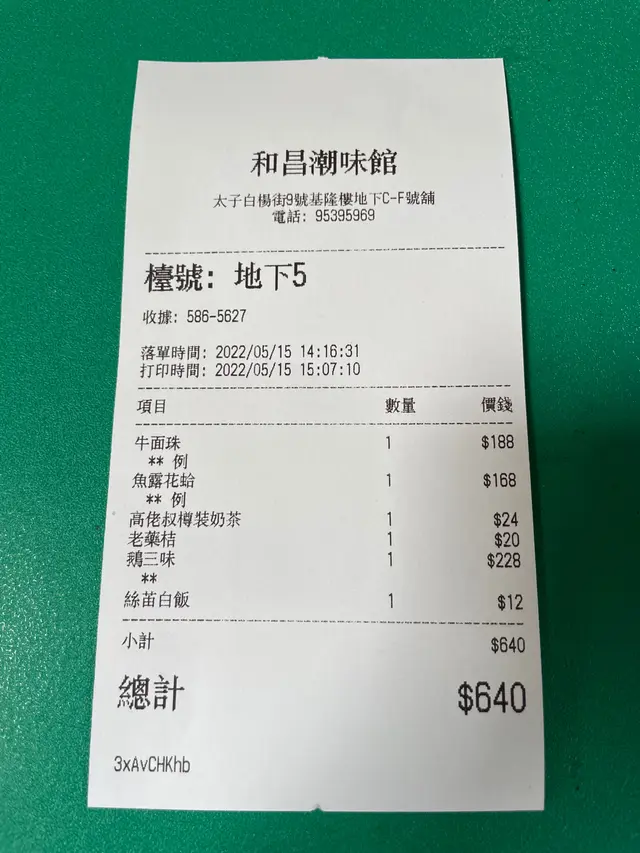 和昌潮味館
太子白楊街9號基隆樓地下C-F號舖
電話: 95395969
檯號: 地下5
收據: 586-5627
落單時間: 2022/05/15 14:16:31
打印時間: 2022/05/15 15:07:10
項目 數量 價錢
牛面珠 1 $188
** 例
魚露花蛤 1 $168
** 例
高佬叔樽裝奶茶 1 $24
老藥桔 1 $20
鵝三味 1 $228
**
絲苗白飯 1 $12
小計 $640
總計 $640
3xAvCHKhb